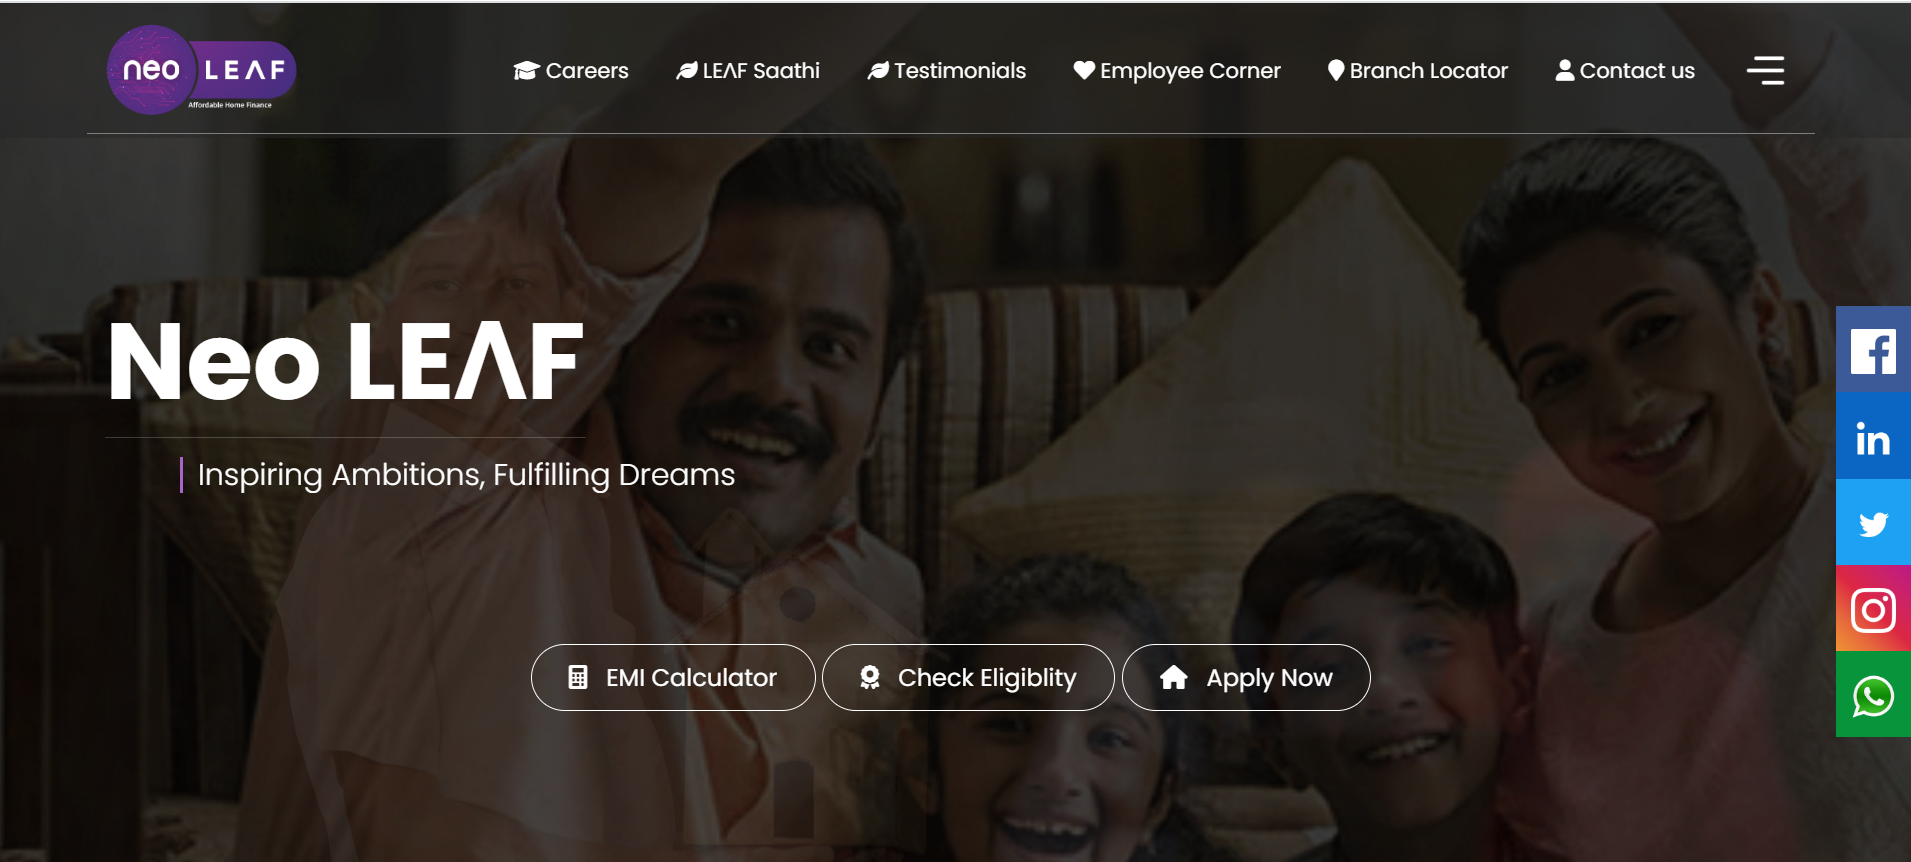 neo LEΛF
Affordable Home Finance
Careers
LEΛF Saathi
Testimonials
Employee Corner
Branch Locator
Contact us
Neo LEΛF
Inspiring Ambitions, Fulfilling Dreams
EMI Calculator
Check Eligiblity
Apply Now
in